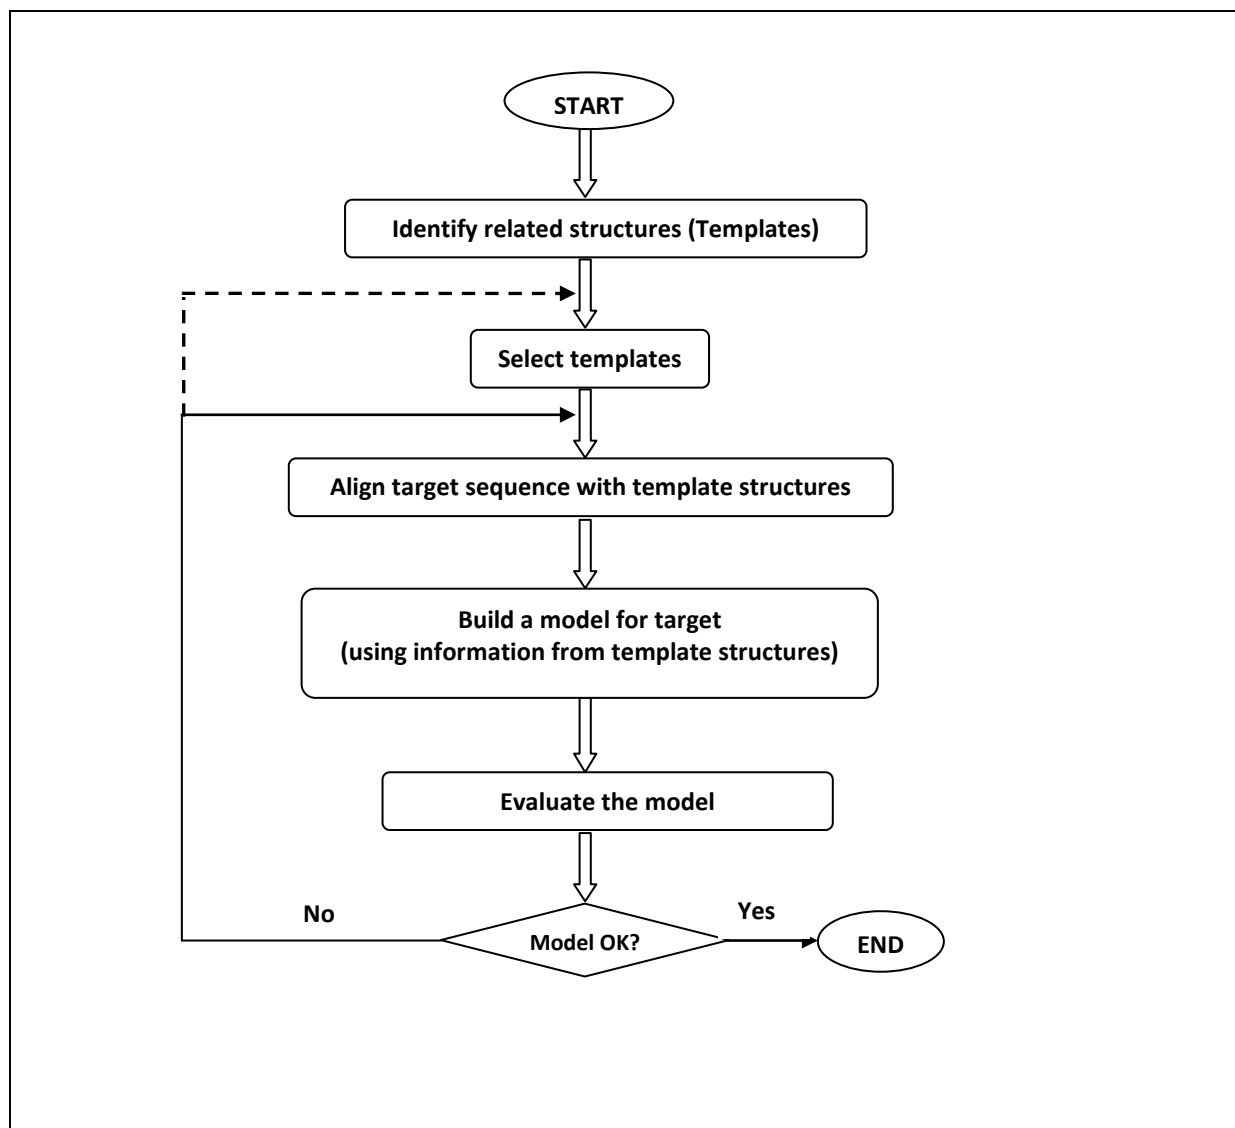 START
Identify related structures (Templates)
Select templates
Align target sequence with template structures
Build a model for target
(using information from template structures)
Evaluate the model
No
Yes
Model OK?
END